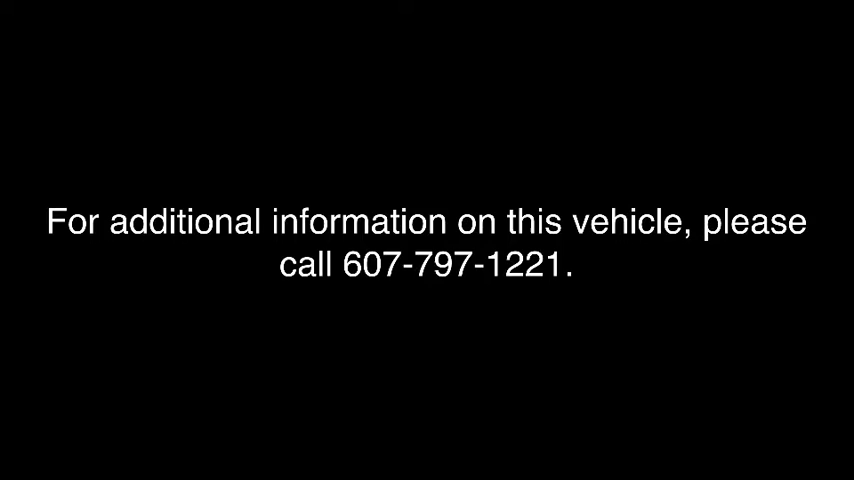 For additional information on this vehicle, please
call 607-797-1221.